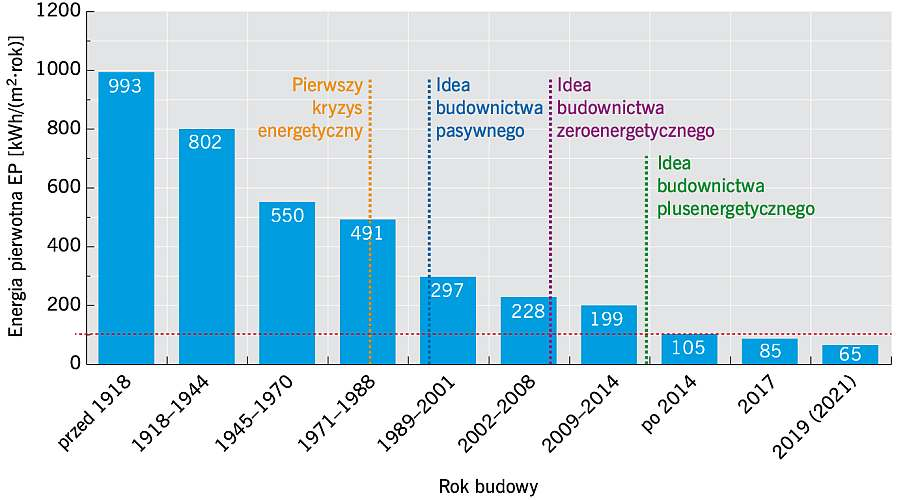 Energia pierwotna EP [kWh/(m²·rok)]
1200
1000
800
600
400
200
0
993
802
550
491
297
228
199
105
85
65
Pierwszy
kryzys
energetyczny
Idea
budownictwa
pasywnego
Idea
budownictwa
zeroenergetycznego
Idea
budownictwa
plusenergetycznego
przed 1918
1918–1944
1945–1970
1971–1988
1989–2001
2002–2008
2009–2014
po 2014
2017
2019 (2021)
Rok budowy